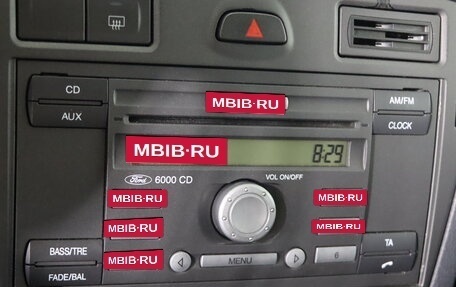 CD
MBIB·RU
AM/FM
AUX
CLOCK
MBIB·RU
8:29
Ford 6000 CD
VOL ON/OFF
MBIB·RU
MBIB·RU
MBIB·RU
MBIB·RU
BASS/TRE
MBIB·RU
MENU
6
TA
FADE/BAL